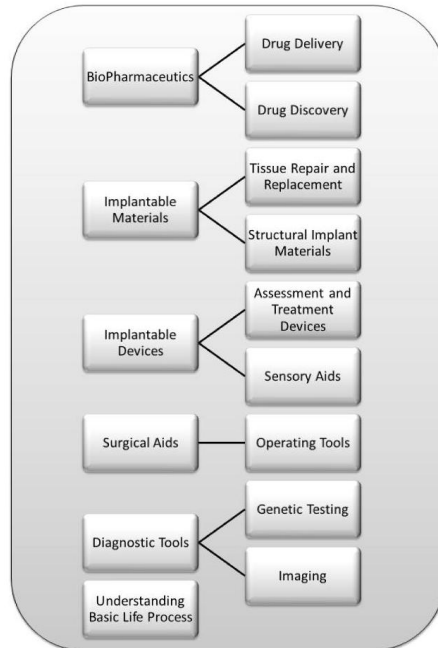 BioPharmaceutics
Drug Delivery
Drug Discovery
Implantable
Materials
Tissue Repair and
Replacement
Structural Implant
Materials
Implantable
Devices
Assessment and
Treatment
Devices
Sensory Aids
Surgical Aids
Operating Tools
Diagnostic Tools
Genetic Testing
Imaging
Understanding
Basic Life Process